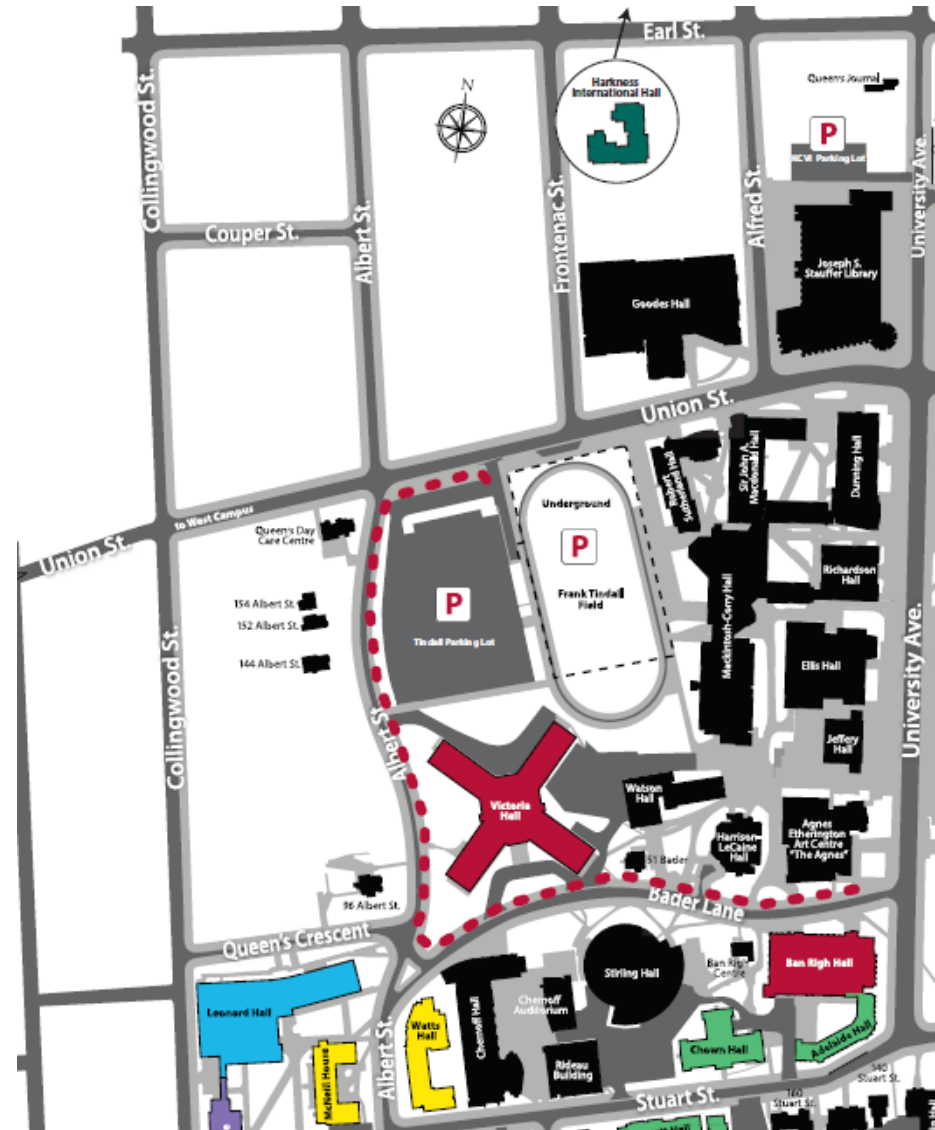 Earl St.
Harkness
International Hall
Queen's Journal
P
KCVI Parking Lot
N
Collingwood St.
Albert St.
Frontenac St.
Alfred St.
University Ave.
Couper St.
Joseph S.
Stauffer Library
Goodes Hall
Union St.
Robert
Sutherland Hall
Sir John A.
Macdonald Hall
Dunning Hall
Underground
P
Frank Tindall
Field
to West Campus
Union St.
Queen's Day
Care Centre
154 Albert St.
152 Albert St.
144 Albert St.
P
Tindall Parking Lot
Mackintosh-Corry Hall
Richardson
Hall
Ellis Hall
Jeffery
Hall
University Ave.
Collingwood St.
Albert St.
Victoria
Hall
Watson
Hall
Harrison
LeCaine
Hall
Agnes
Etherington
Art Centre
"The Agnes"
51 Bader
Bader Lane
96 Albert St.
Queen's Crescent
Leonard Hall
Albert St.
Watts
Hall
McNeill House
Chernoff Hall
Chernoff
Auditorium
Stirling Hall
Rideau
Building
Ban Righ
Centre
Ban Righ Hall
Chown Hall
Adelaide Hall
Stuart St.
140
Stuart St.
160
Stuart St.